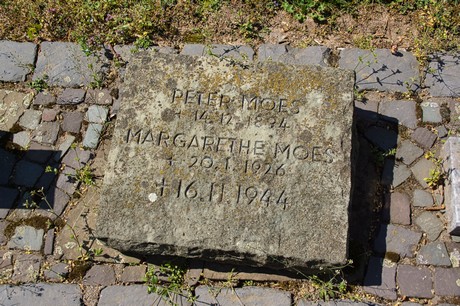 PETER MOES
† 14.12.1894
MARGARETHE MOES
† 20.1.1926
† 16.11.1944